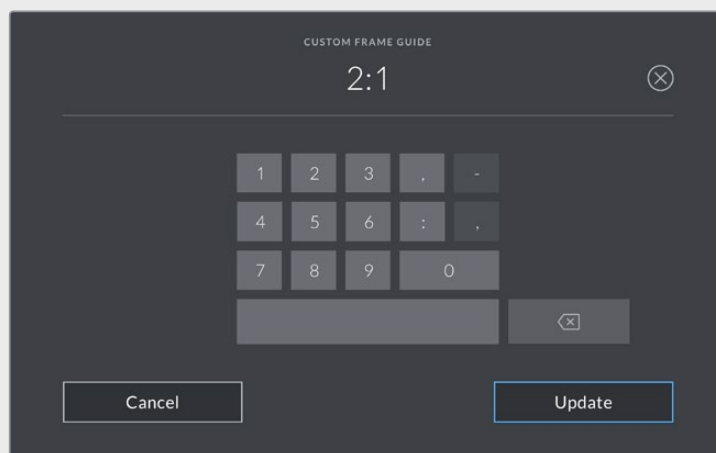 CUSTOM FRAME GUIDE
2:1
1 2 3 , -
4 5 6 : ,
7 8 9 0
Cancel Update